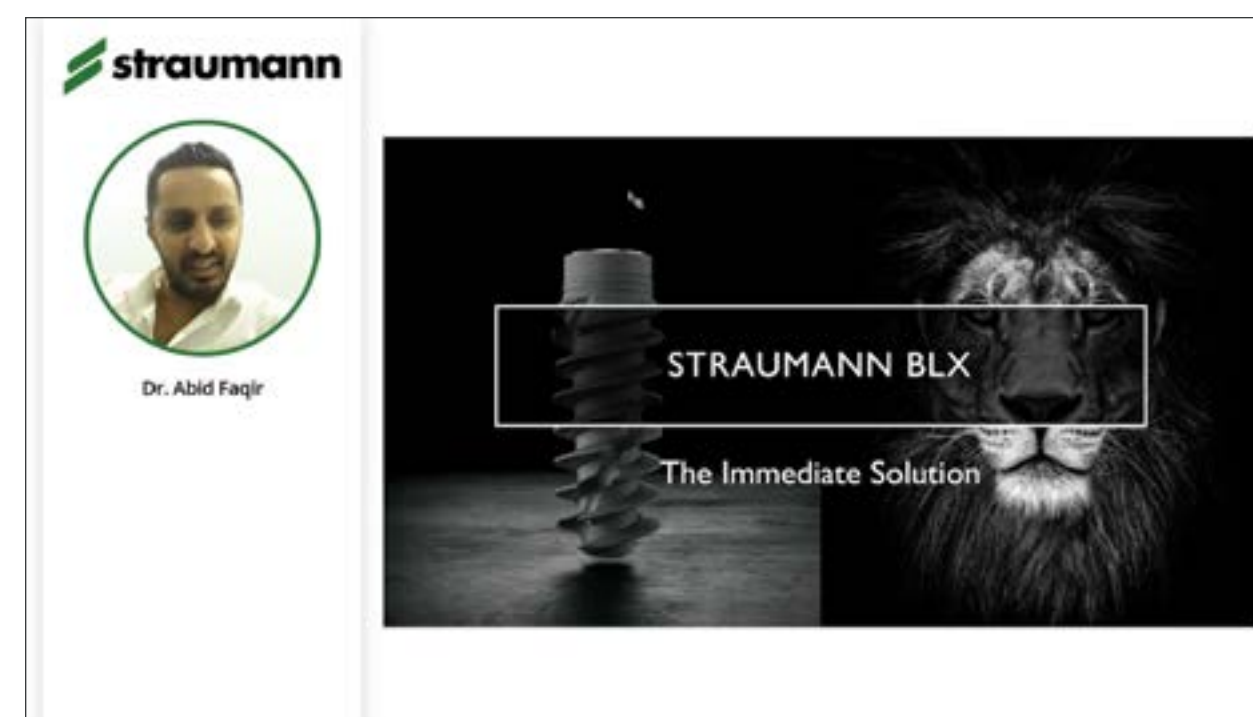 straumann
Dr. Abid Faqir
STRAUMANN BLX
The Immediate Solution